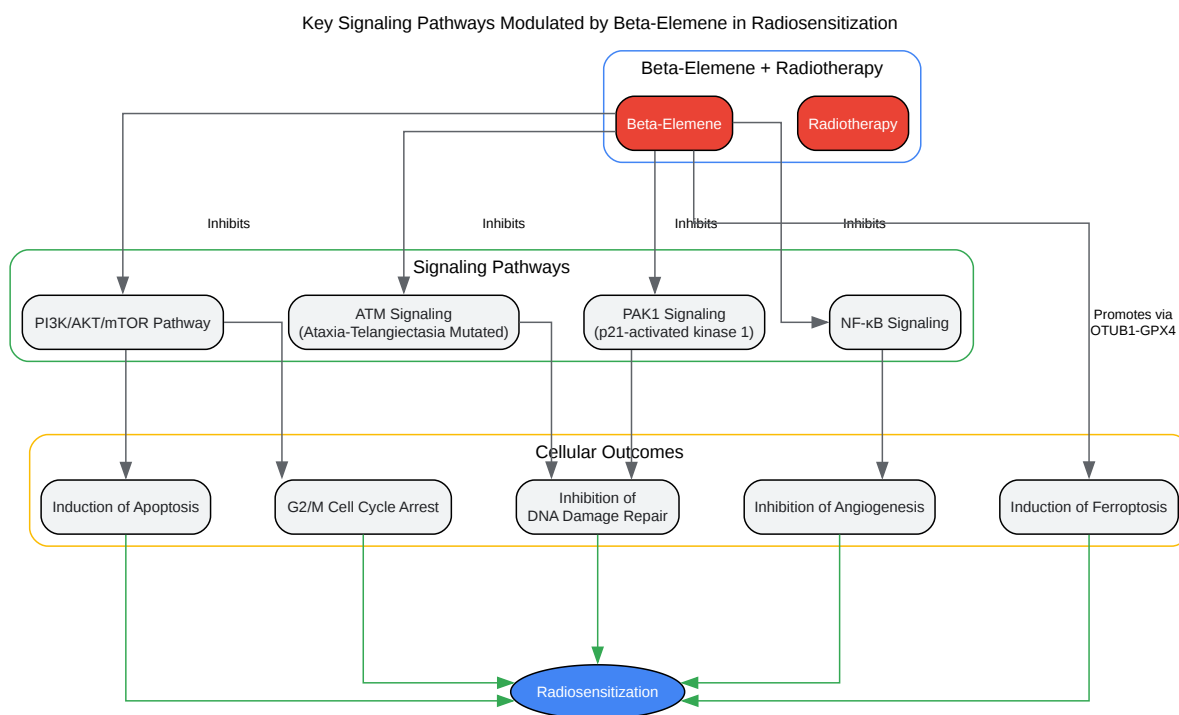 Key Signaling Pathways Modulated by Beta-Elemene in Radiosensitization
Beta-Elemene + Radiotherapy
Beta-Elemene
Radiotherapy
Inhibits
Inhibits
Inhibits
Inhibits
Signaling Pathways
PI3K/AKT/mTOR Pathway
ATM Signaling
(Ataxia-Telangiectasia Mutated)
PAK1 Signaling
(p21-activated kinase 1)
NF-κB Signaling
Promotes via
OTUB1-GPX4
Cellular Outcomes
Induction of Apoptosis
G2/M Cell Cycle Arrest
Inhibition of
DNA Damage Repair
Inhibition of Angiogenesis
Induction of Ferroptosis
Radiosensitization